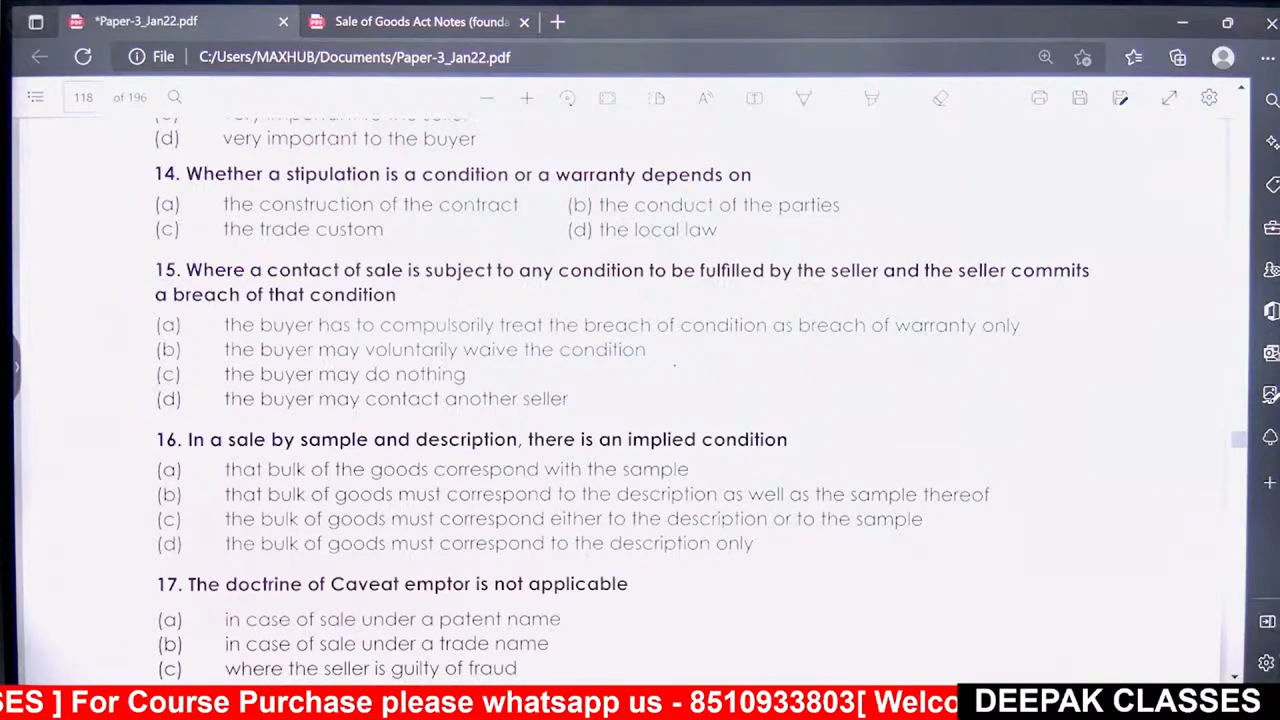 *Paper-3_Jan22.pdf
Sale of Goods Act Notes (founda
File
C:/Users/MAXHUB/Documents/Paper-3_Jan22.pdf
118 of 196
(d) very important to the buyer
14. Whether a stipulation is a condition or a warranty depends on
(a) the construction of the contract (b) the conduct of the parties
(c) the trade custom (d) the local law
15. Where a contact of sale is subject to any condition to be fulfilled by the seller and the seller commits
a breach of that condition
(a) the buyer has to compulsorily treat the breach of condition as breach of warranty only
(b) the buyer may voluntarily waive the condition
(c) the buyer may do nothing
(d) the buyer may contact another seller
16. In a sale by sample and description, there is an implied condition
(a) that bulk of the goods correspond with the sample
(b) that bulk of goods must correspond to the description as well as the sample thereof
(c) the bulk of goods must correspond either to the description or to the sample
(d) the bulk of goods must correspond to the description only
17. The doctrine of Caveat emptor is not applicable
(a) in case of sale under a patent name
(b) in case of sale under a trade name
(c) where the seller is guilty of fraud
SES ] For Course Purchase please whatsapp us - 8510933803[ Welco
DEEPAK CLASSES